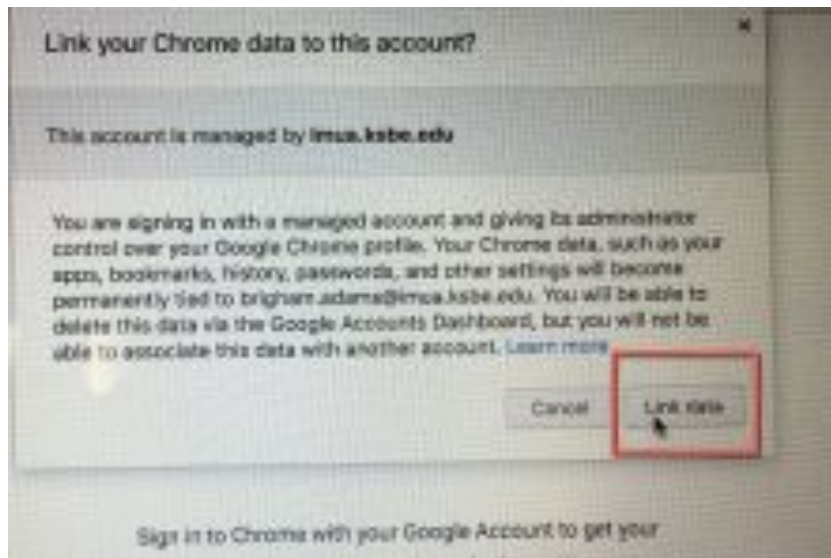 Link your Chrome data to this account?
This account is managed by imua.ksbe.edu
You are signing in with a managed account and giving its administrator
control over your Google Chrome profile. Your Chrome data, such as your
apps, bookmarks, history, passwords, and other settings will become
permanently tied to brigham.adams@imua.ksbe.edu. You will be able to
delete this data via the Google Accounts Dashboard, but you will not be
able to associate this data with another account. Learn more
Cancel Link data
Sign in to Chrome with your Google Account to get your